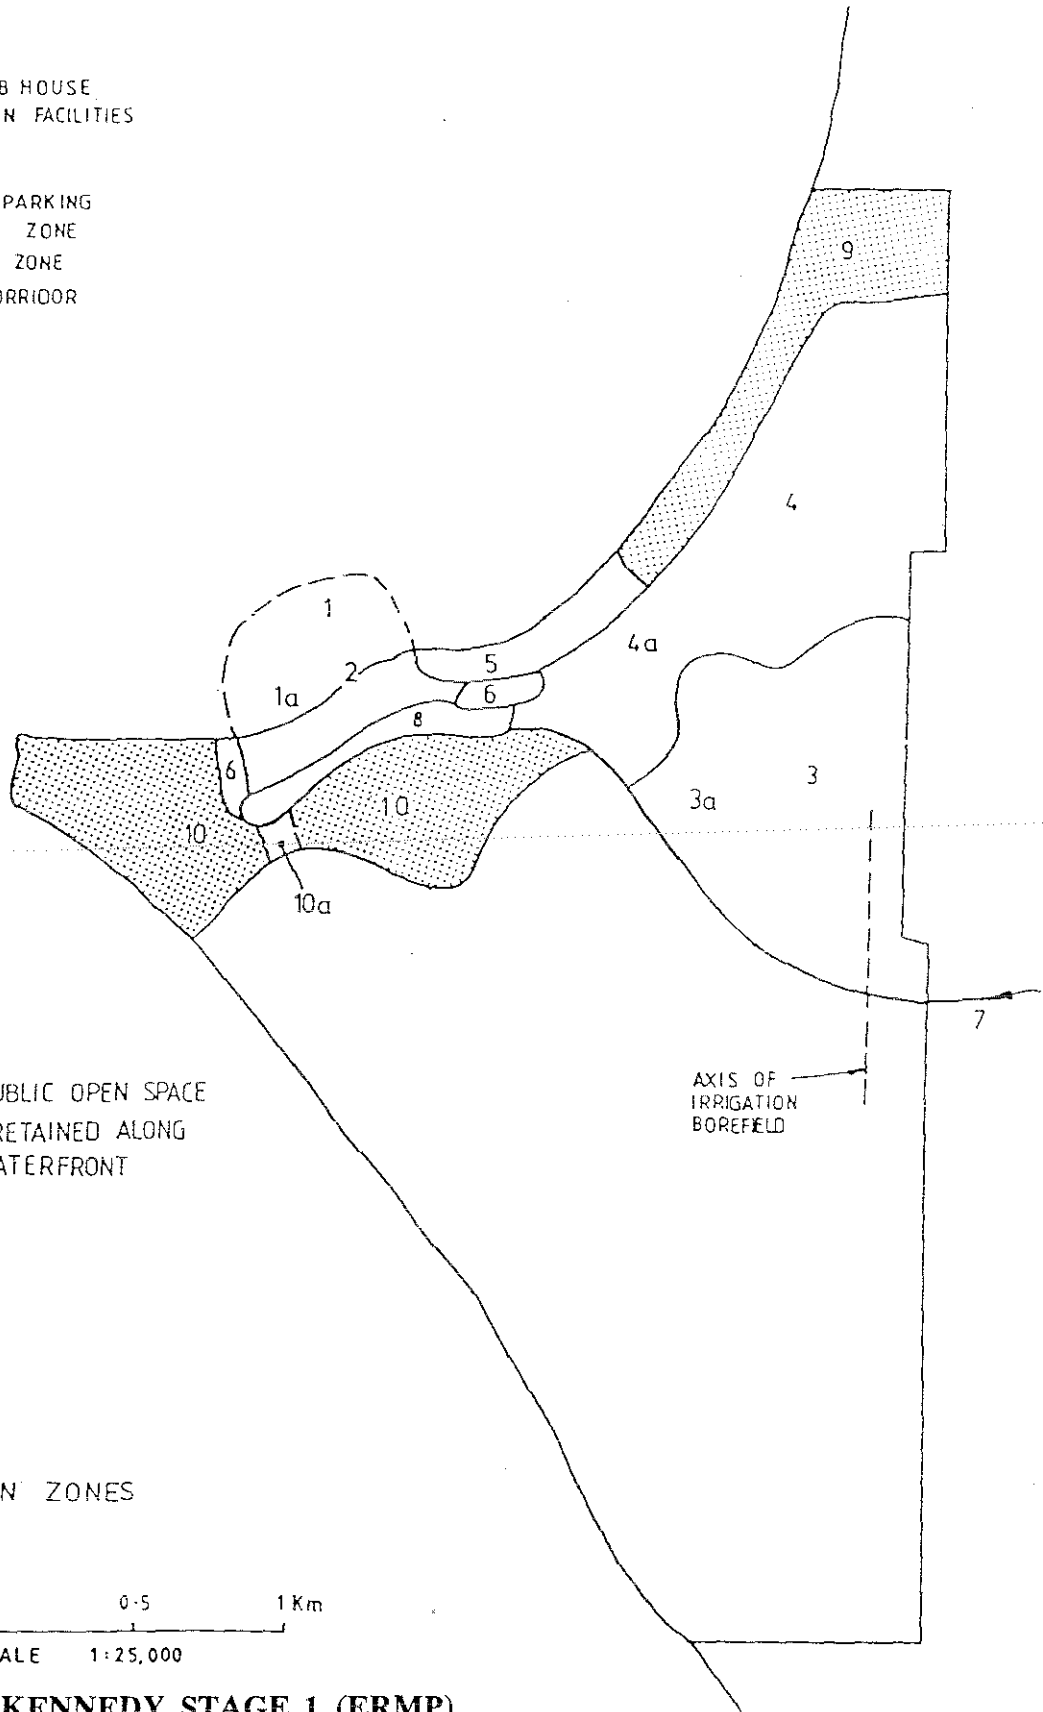 B HOUSE
N FACILITIES
PARKING
ZONE
ZONE
ORRIDOR
9
4
1
4a
2
5
1a
6
8
6
3
3a
10
10
10a
7
AXIS OF
IRRIGATION
BOREFIELD
UBLIC OPEN SPACE
RETAINED ALONG
ATERFRONT
N ZONES
0·5 1 Km
ALE 1:25,000
KENNEDY STAGE 1 (ERMP)